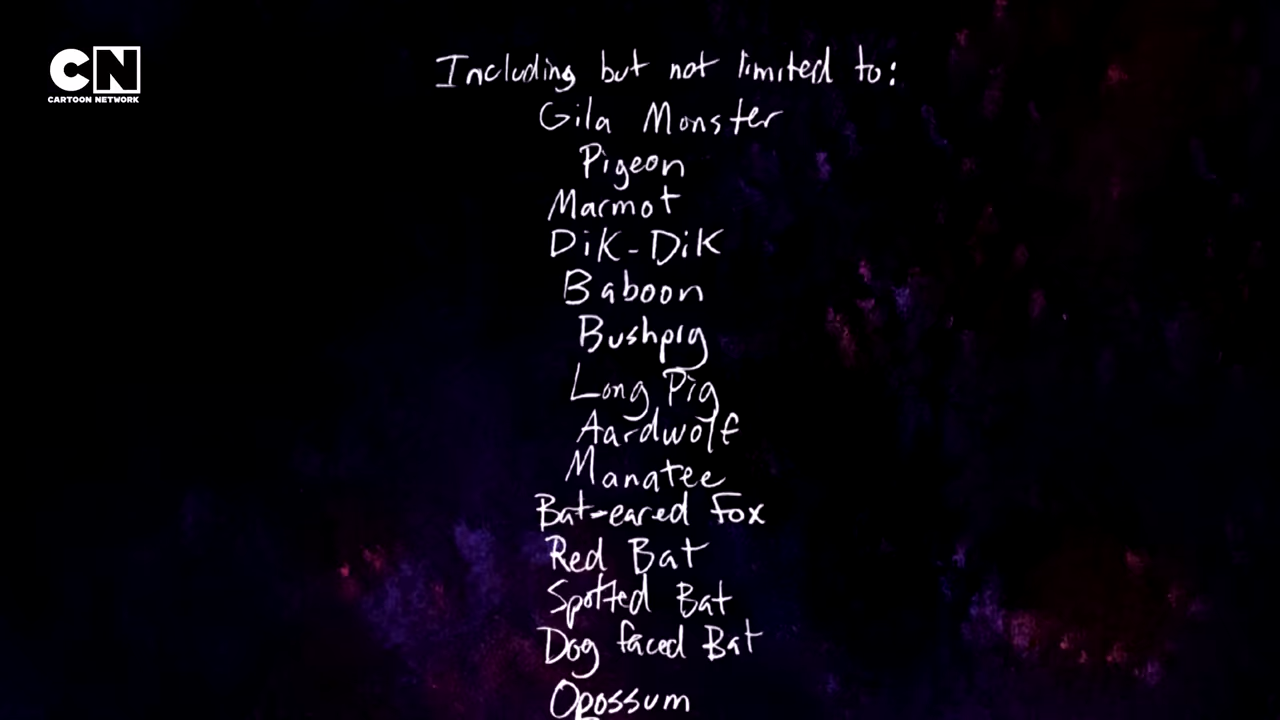 CN
CARTOON NETWORK
Including but not limited to:
Gila Monster
Pigeon
Marmot
Dik-Dik
Baboon
Bushpig
Long Pig
Aardwolf
Manatee
Bat-eared Fox
Red Bat
Spotted Bat
Dog faced Bat
Opossum